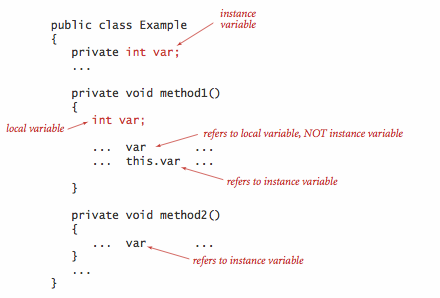 instance
variable
public class Example
{
private int var;
...
private void method1()
{
local variable
int var;
refers to local variable, NOT instance variable
... var ...
... this.var ...
refers to instance variable
}
private void method2()
{
... var ...
refers to instance variable
}
...
}